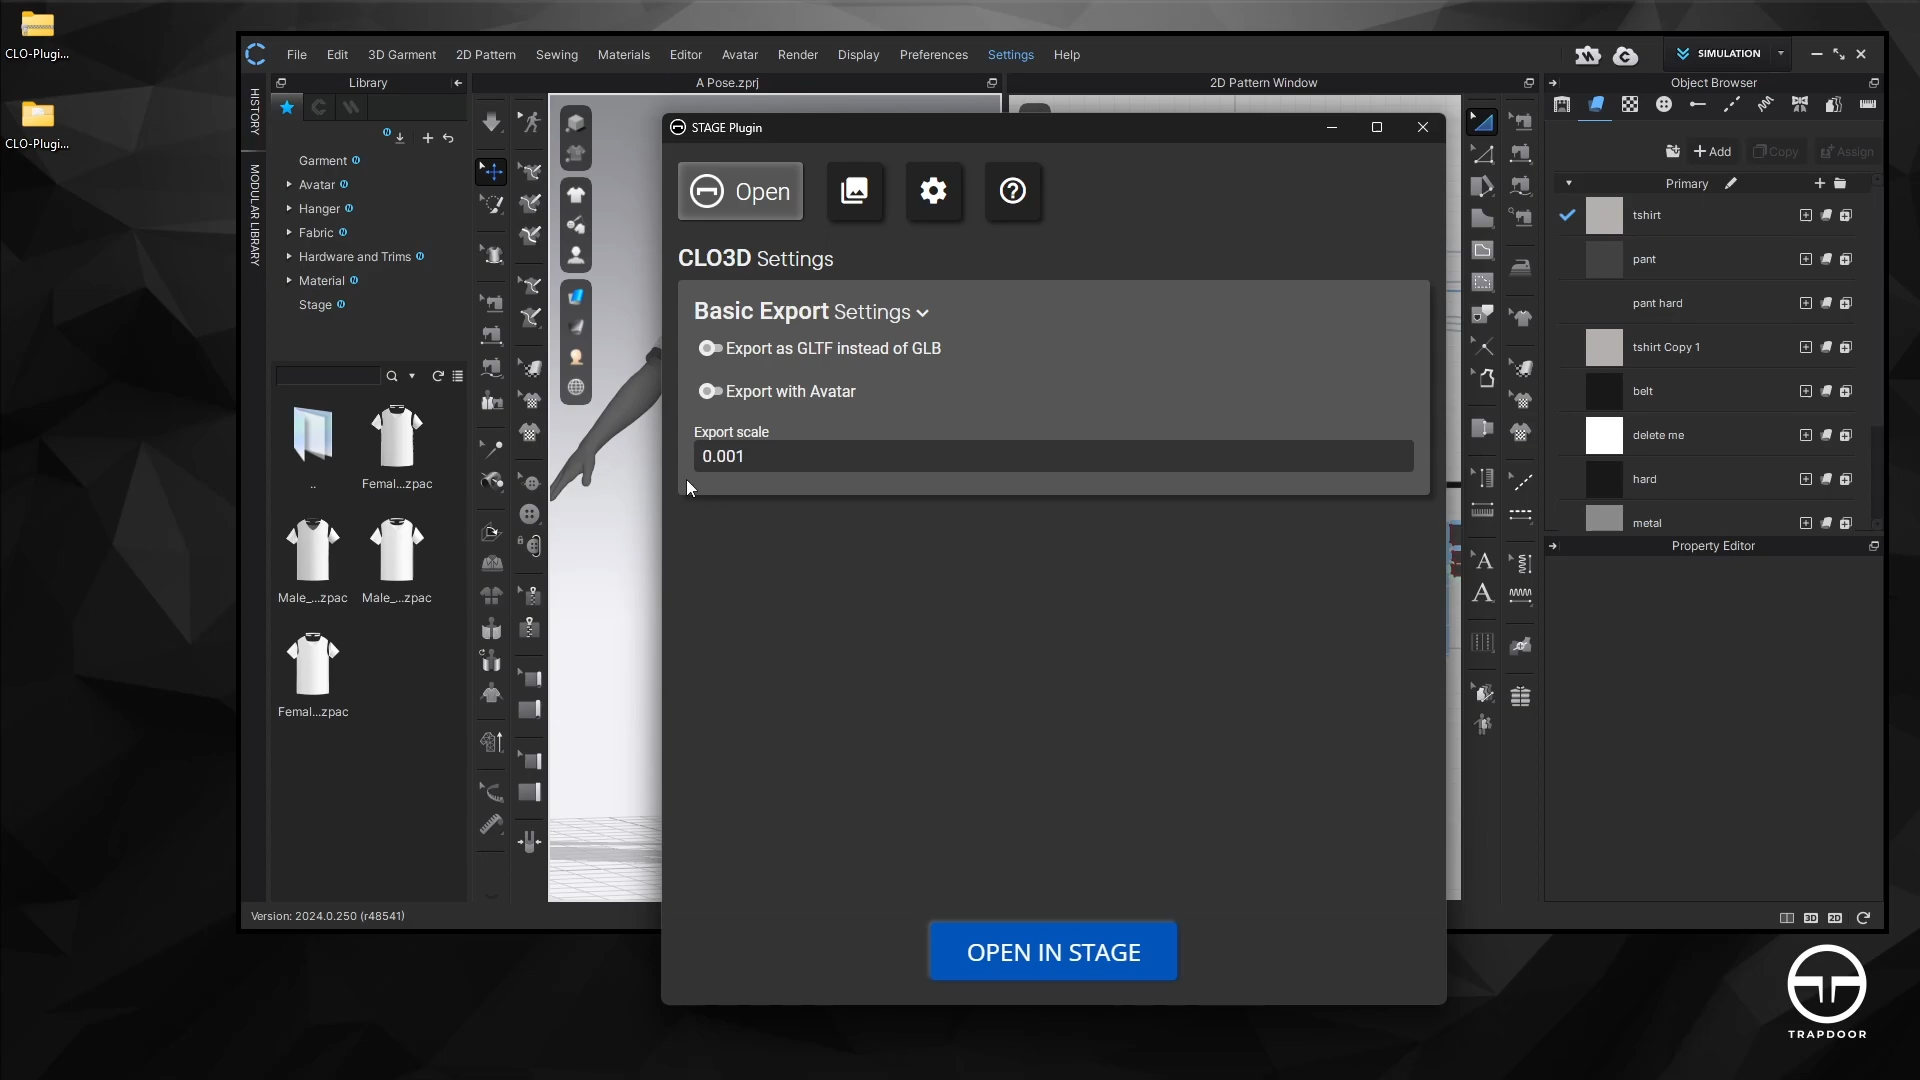 CLO-Plugi...
CLO-Plugi...
File Edit 3D Garment 2D Pattern Sewing Materials Editor Avatar Render Display Preferences Settings Help
SIMULATION
Library
A Pose.zprj
2D Pattern Window
Object Browser
HISTORY
MODULAR LIBRARY
Garment
Avatar
Hanger
Fabric
Hardware and Trims
Material
Stage
..
Femal...zpac
Male_...zpac
Male_...zpac
Femal...zpac
STAGE Plugin
Open
CLO3D Settings
Basic Export Settings
Export as GLTF instead of GLB
Export with Avatar
Export scale
0.001
OPEN IN STAGE
+ Add Copy Assign
Primary
tshirt
pant
pant hard
tshirt Copy 1
belt
delete me
hard
metal
Property Editor
Version: 2024.0.250 (r48541)
3D 2D
TRAPDOOR